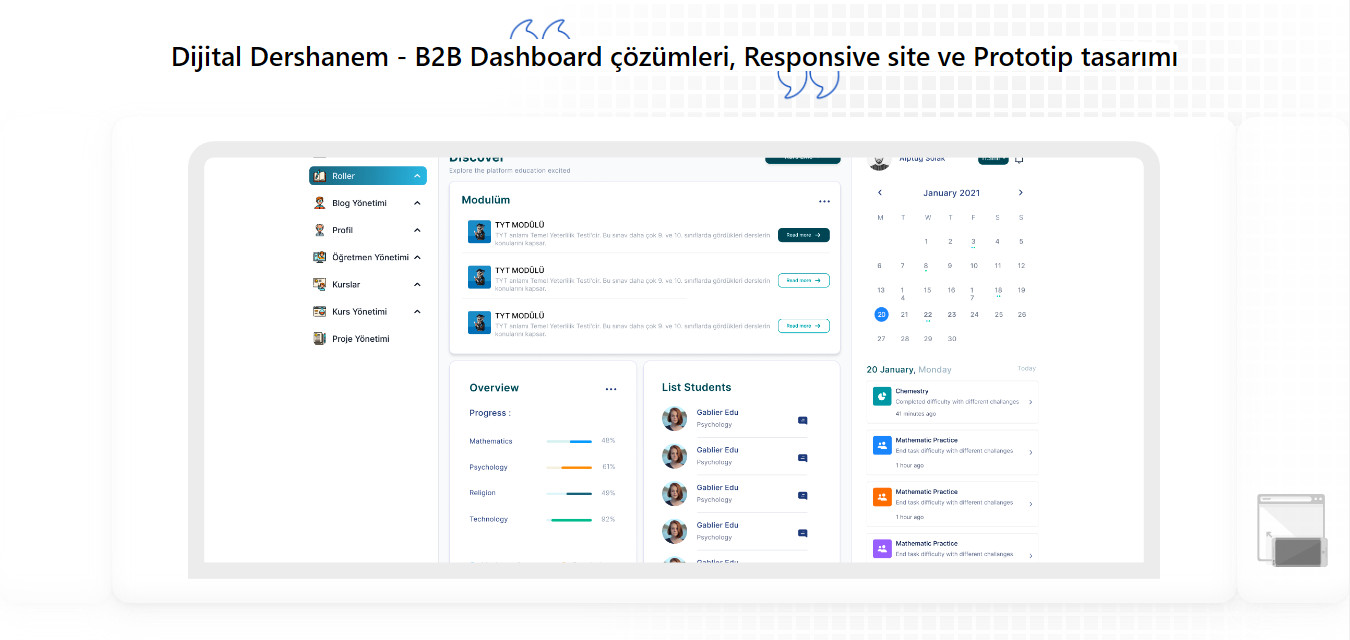 Dijital Dershanem - B2B Dashboard çözümleri, Responsive site ve Prototip tasarımı
Roller
Blog Yönetimi
Profil
Öğretmen Yönetimi
Kurslar
Kurs Yönetimi
Proje Yönetimi
Discover
Explore the platform education excited
Modulüm
TYT MODÜLÜ
TYT anlamı Temel Yeterlilik Testi'dir. Bu sınav daha çok 9. ve 10. sınıflarda gördükleri derslerin
konularını kapsar.
Read more
TYT MODÜLÜ
TYT anlamı Temel Yeterlilik Testi'dir. Bu sınav daha çok 9. ve 10. sınıflarda gördükleri derslerin
konularını kapsar.
Read more
TYT MODÜLÜ
TYT anlamı Temel Yeterlilik Testi'dir. Bu sınav daha çok 9. ve 10. sınıflarda gördükleri derslerin
konularını kapsar.
Read more
Overview
Progress :
Mathematics 48%
Psychology 61%
Religion 49%
Technology 82%
List Students
Gablier Edu
Psychology
Gablier Edu
Psychology
Gablier Edu
Psychology
Gablier Edu
Psychology
Gablier Edu
Alptuğ Solak
January 2021
M T W T F S S
1 2 3 4 5
6 7 8 9 10 11 12
13 14 15 16 17 18 19
20 21 22 23 24 25 26
27 28 29 30
20 January, Monday Today
Chemestry
Completed difficulty with different challanges
41 minutes ago
Mathematic Practice
End task difficulty with different challanges
1 hour ago
Mathematic Practice
End task difficulty with different challanges
1 hour ago
Mathematic Practice
End task difficulty with different challanges